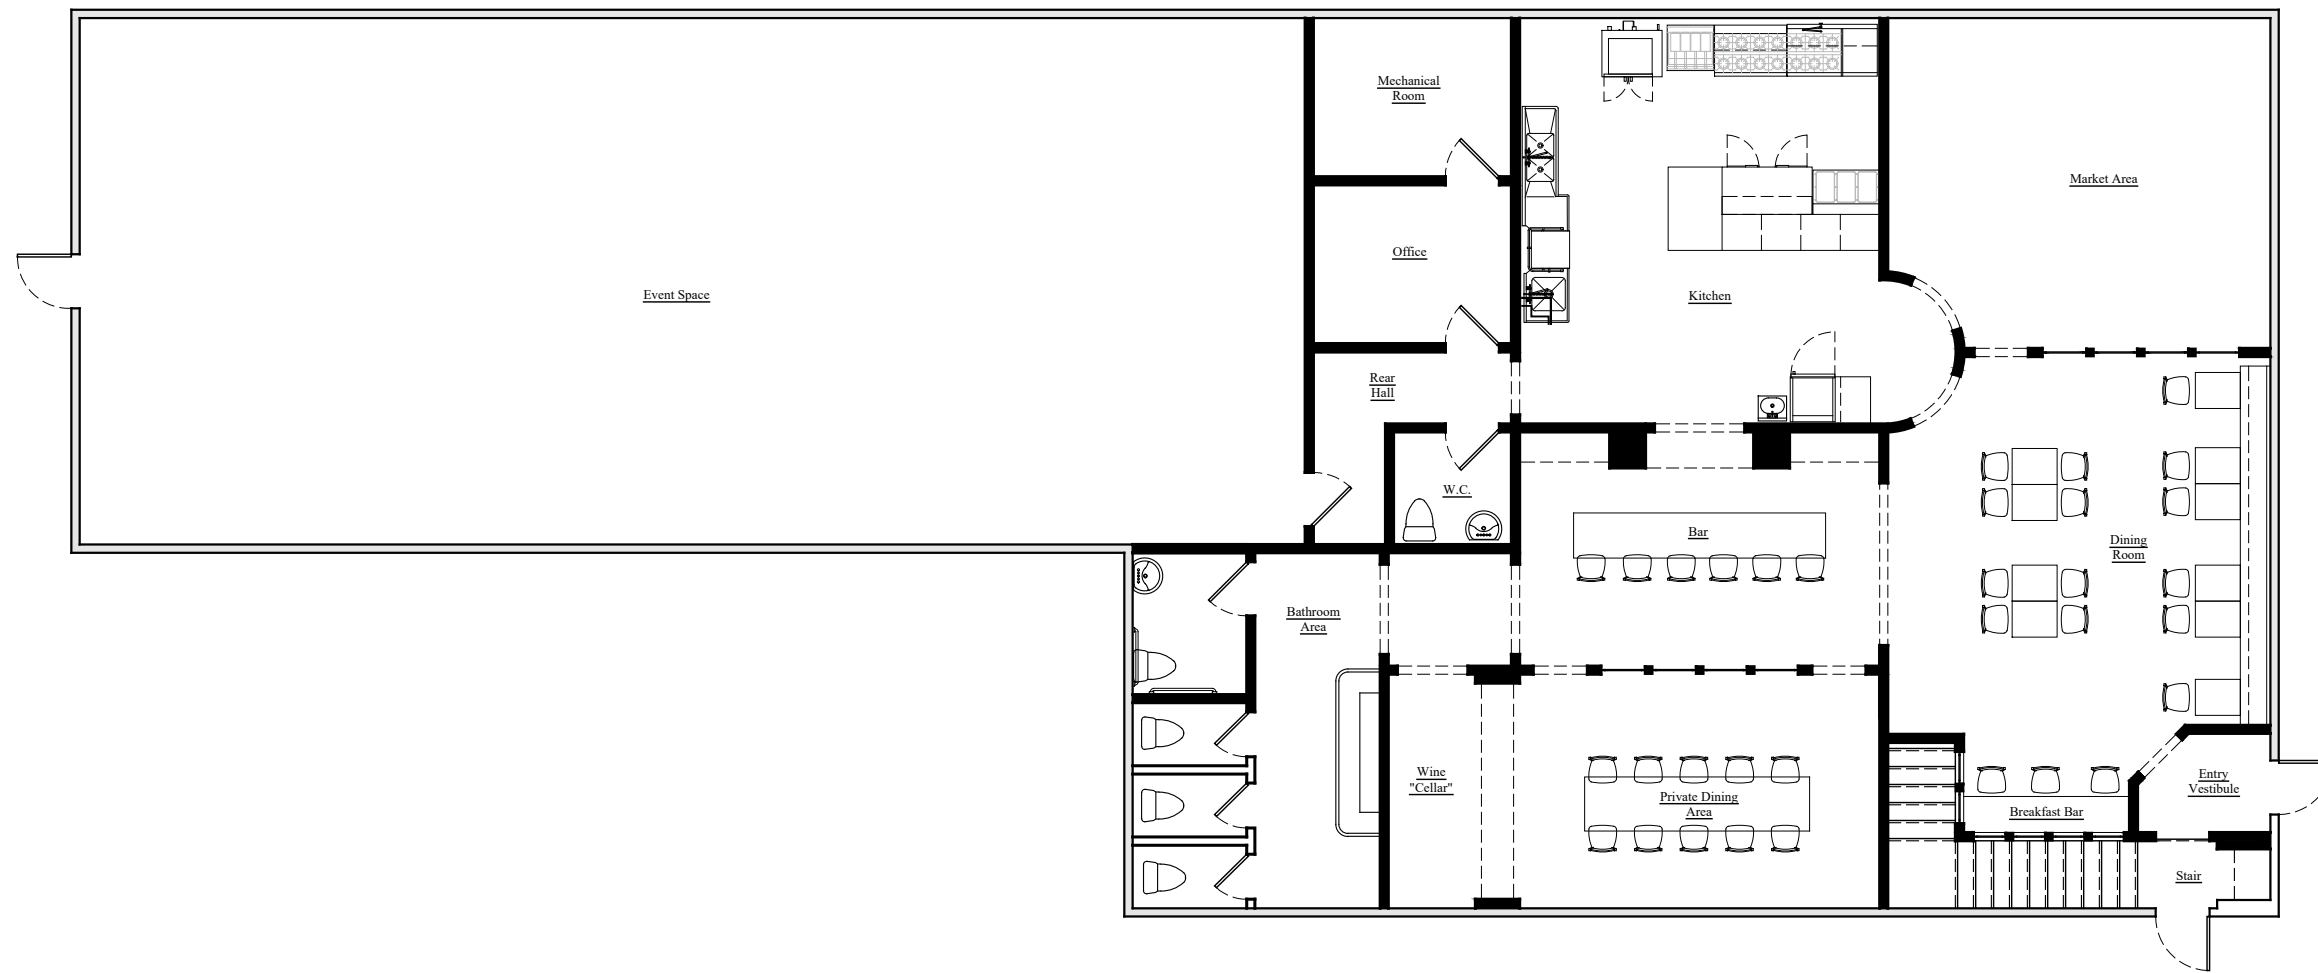 Mechanical
Room
Market Area
Office
Event Space
Kitchen
Rear
Hall
W.C.
Bar
Dining
Room
Bathroom
Area
Wine
"Cellar"
Private Dining
Area
Entry
Vestibule
Breakfast Bar
Stair